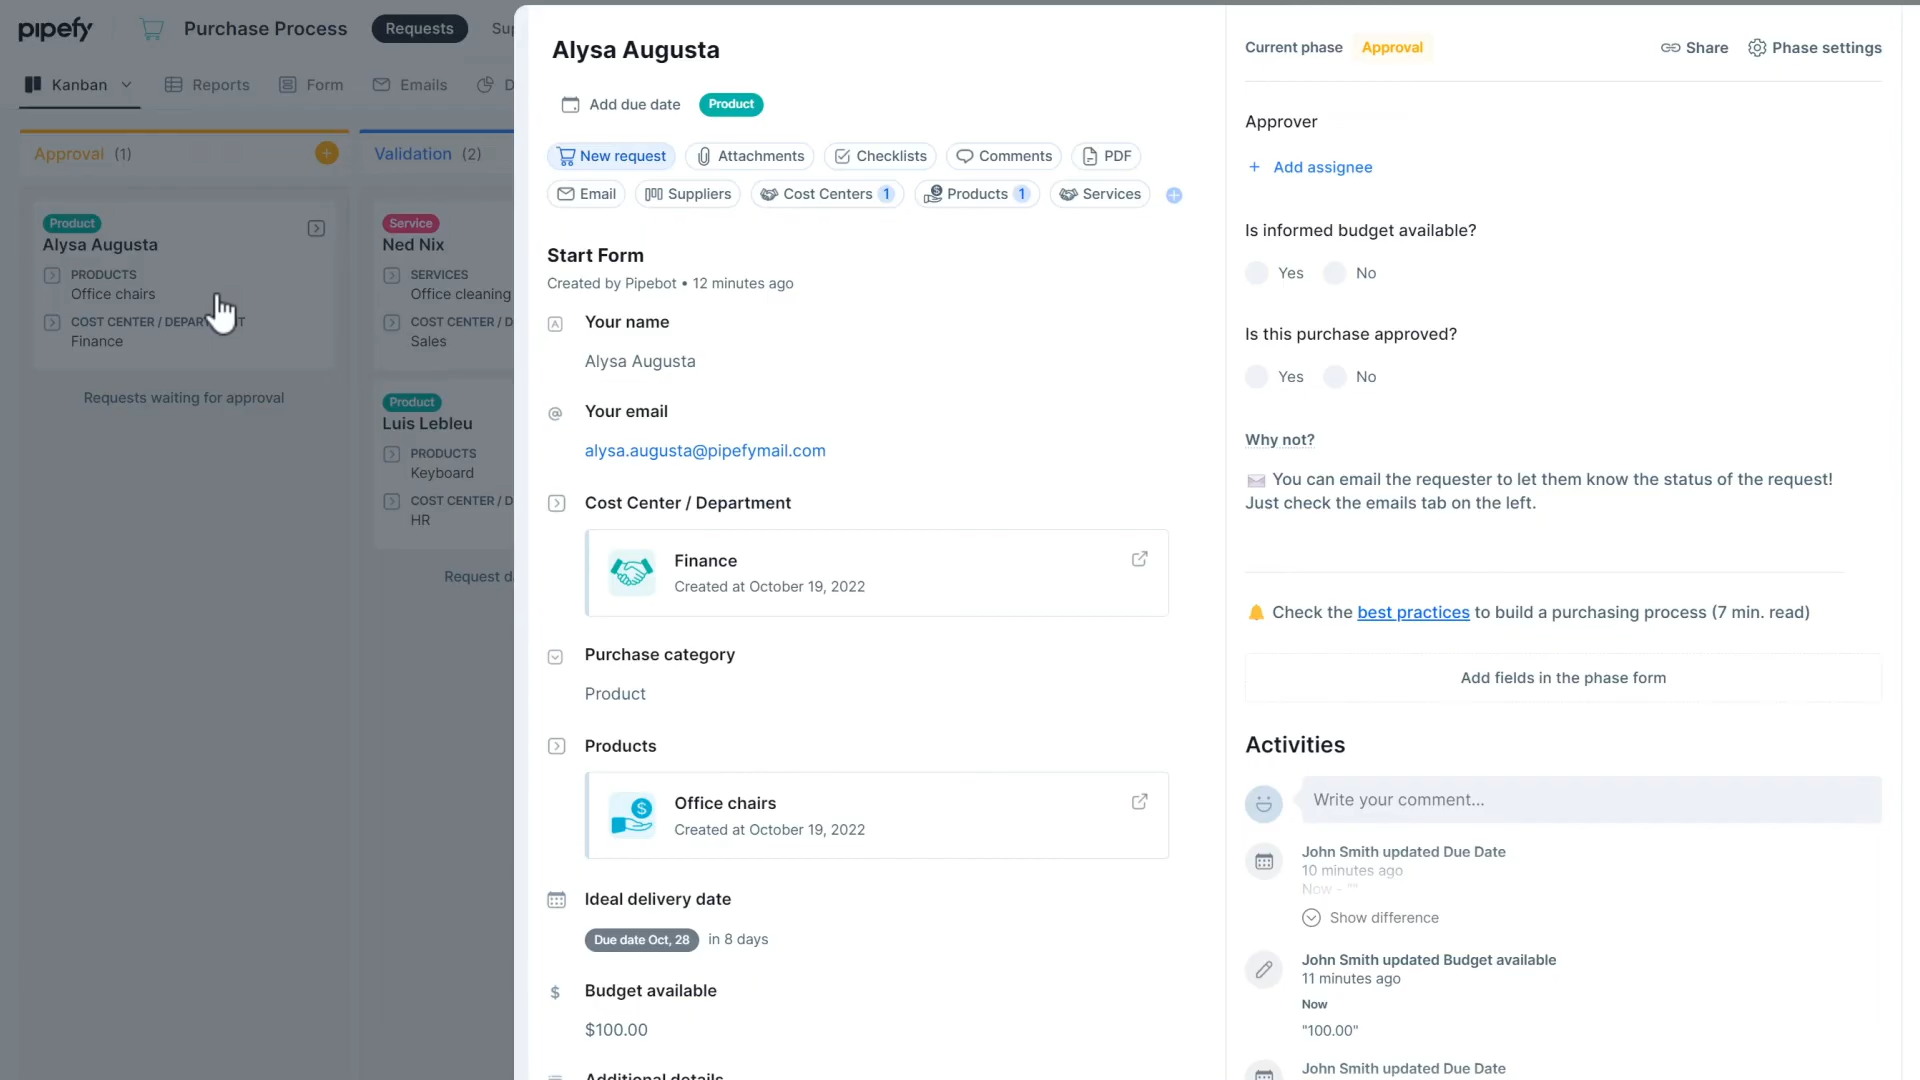 pipefy
Purchase Process
Requests
Kanban
Reports
Form
Emails
Approval (1)
Validation (2)
Product
Alysa Augusta
PRODUCTS
Office chairs
COST CENTER /
Finance
Requests waiting for approval
Service
Ned Nix
SERVICES
Office cleaning
COST CENTER / D
Sales
Product
Luis Lebleu
PRODUCTS
Keyboard
COST CENTER / D
HR
Request
Alysa Augusta
Add due date
Product
New request
Attachments
Checklists
Comments
PDF
Email
Suppliers
Cost Centers 1
Products 1
Services
Start Form
Created by Pipebot • 12 minutes ago
Your name
Alysa Augusta
Your email
alysa.augusta@pipefymail.com
Cost Center / Department
Finance
Created at October 19, 2022
Purchase category
Product
Products
Office chairs
Created at October 19, 2022
Ideal delivery date
Due date Oct, 28 in 8 days
Budget available
$100.00
Additional details
Current phase Approval
Share
Phase settings
Approver
+ Add assignee
Is informed budget available?
Yes No
Is this purchase approved?
Yes No
Why not?
You can email the requester to let them know the status of the request!
Just check the emails tab on the left.
Check the best practices to build a purchasing process (7 min. read)
Add fields in the phase form
Activities
Write your comment...
John Smith updated Due Date
10 minutes ago
Now - ""
Show difference
John Smith updated Budget available
11 minutes ago
Now
"100.00"
John Smith updated Due Date